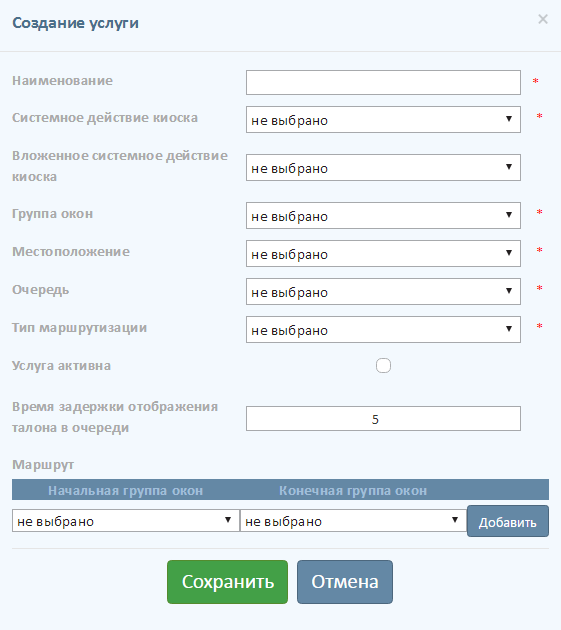 Создание услуги ×
Наименование *
Системное действие киоска не выбрано *
Вложенное системное действие
киоска не выбрано
Группа окон не выбрано *
Местоположение не выбрано *
Очередь не выбрано *
Тип маршрутизации не выбрано *
Услуга активна
Время задержки отображения
талона в очереди 5
Маршрут
Начальная группа окон Конечная группа окон
не выбрано не выбрано Добавить
Сохранить Отмена